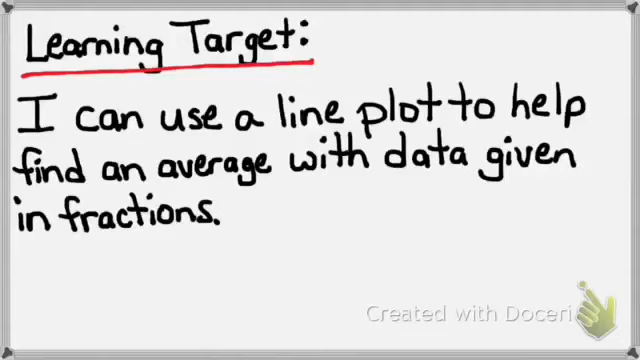 Learning Target:
I can use a line plot to help
find an average with data given
in fractions.
Created with Doceri